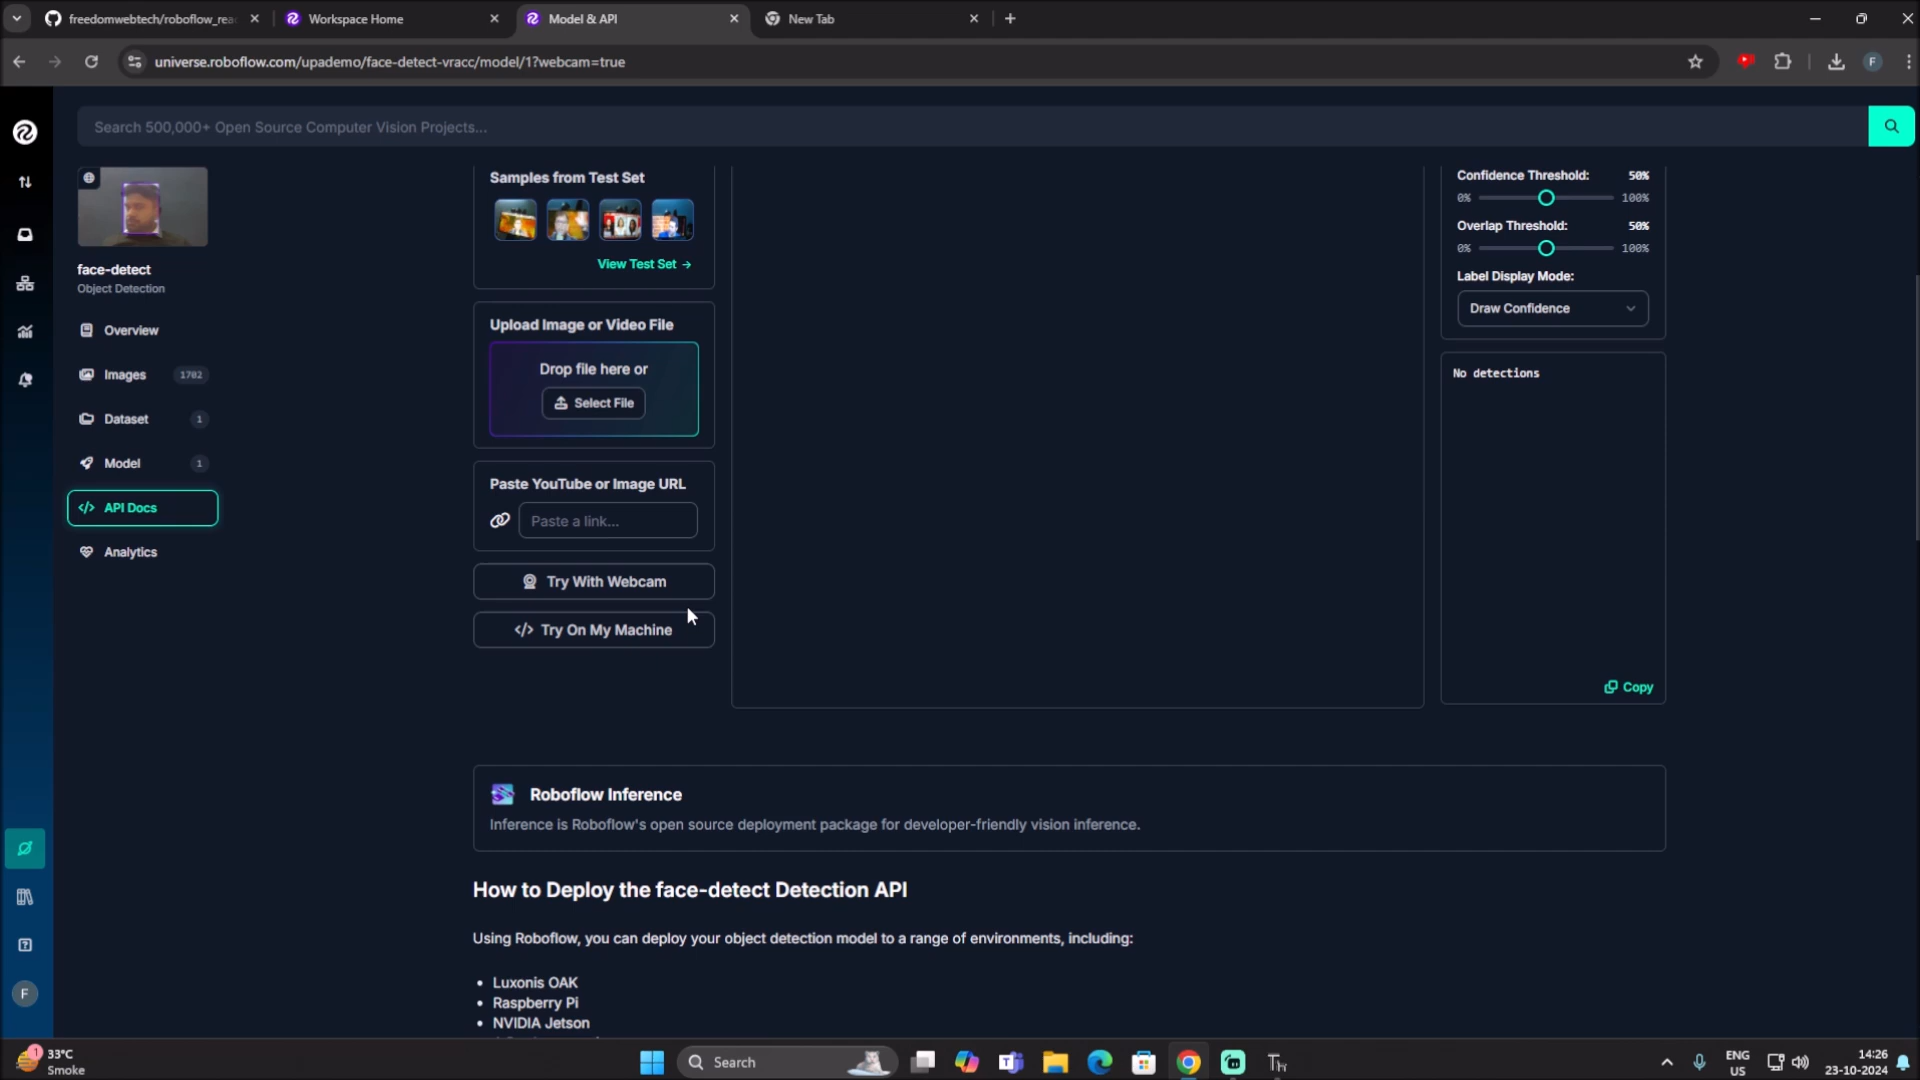 freedomwebtech/roboflow_rea
Workspace Home
Model & API
New Tab
universe.roboflow.com/upademo/face-detect-vracc/model/1?webcam=true
F
Search 500,000+ Open Source Computer Vision Projects...
face-detect
Object Detection
Overview
Images 1702
Dataset 1
Model 1
</> API Docs
Analytics
F
Samples from Test Set
View Test Set →
Upload Image or Video File
Drop file here or
Select File
Paste YouTube or Image URL
Paste a link...
Try With Webcam
</> Try On My Machine
Confidence Threshold: 50%
0% 100%
Overlap Threshold: 50%
0% 100%
Label Display Mode:
Draw Confidence
No detections
Copy
Roboflow Inference
Inference is Roboflow's open source deployment package for developer-friendly vision inference.
How to Deploy the face-detect Detection API
Using Roboflow, you can deploy your object detection model to a range of environments, including:
• Luxonis OAK
• Raspberry Pi
• NVIDIA Jetson
1
33°C
Smoke
Search
ENG
US
14:26
23-10-2024